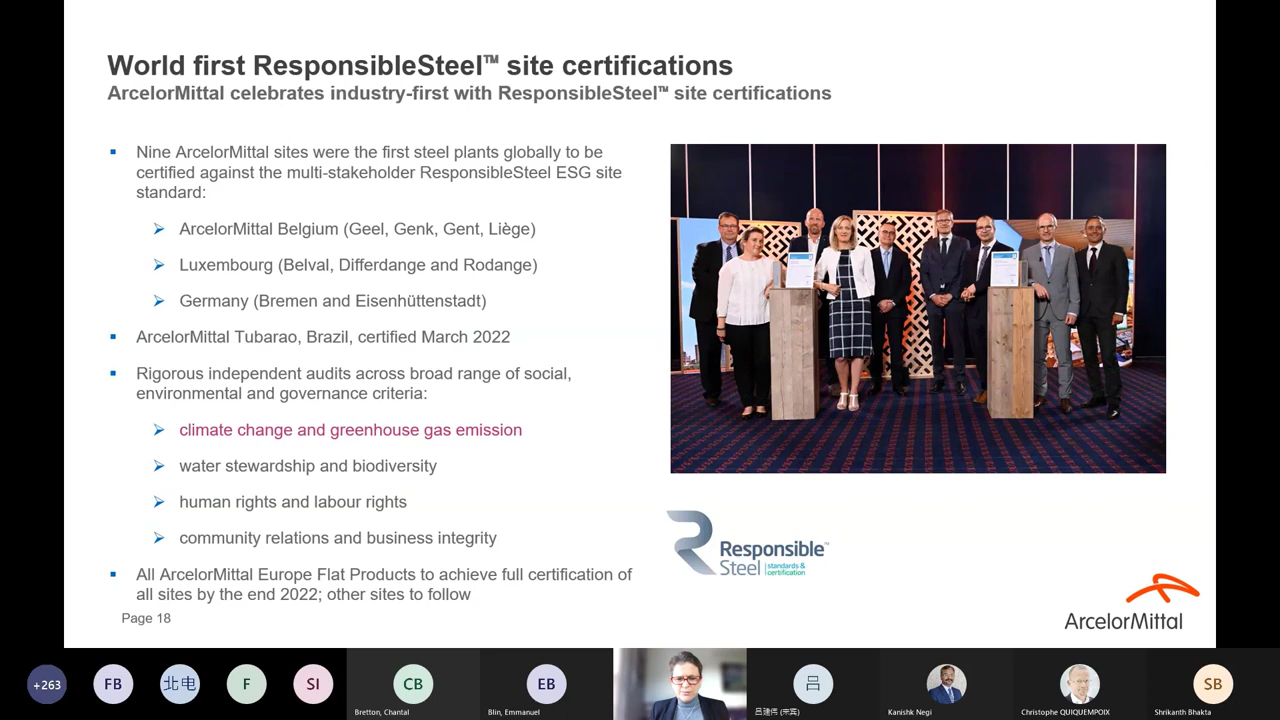 World first ResponsibleSteel™ site certifications
ArcelorMittal celebrates industry-first with ResponsibleSteel™ site certifications
▪ Nine ArcelorMittal sites were the first steel plants globally to be
certified against the multi-stakeholder ResponsibleSteel ESG site
standard:
➢ ArcelorMittal Belgium (Geel, Genk, Gent, Liège)
➢ Luxembourg (Belval, Differdange and Rodange)
➢ Germany (Bremen and Eisenhüttenstadt)
▪ ArcelorMittal Tubarao, Brazil, certified March 2022
▪ Rigorous independent audits across broad range of social,
environmental and governance criteria:
➢ climate change and greenhouse gas emission
➢ water stewardship and biodiversity
➢ human rights and labour rights
➢ community relations and business integrity
▪ All ArcelorMittal Europe Flat Products to achieve full certification of
all sites by the end 2022; other sites to follow
Page 18
Responsible™
Steel | standards &
certification
ArcelorMittal
+263
FB
北电
F
SI
CB
EB
吕
SB
Bretton, Chantal
Blin, Emmanuel
吕建伟 (宋宾)
Kanishk Negi
Christophe QUIQUEMPOIX
Shrikanth Bhakta